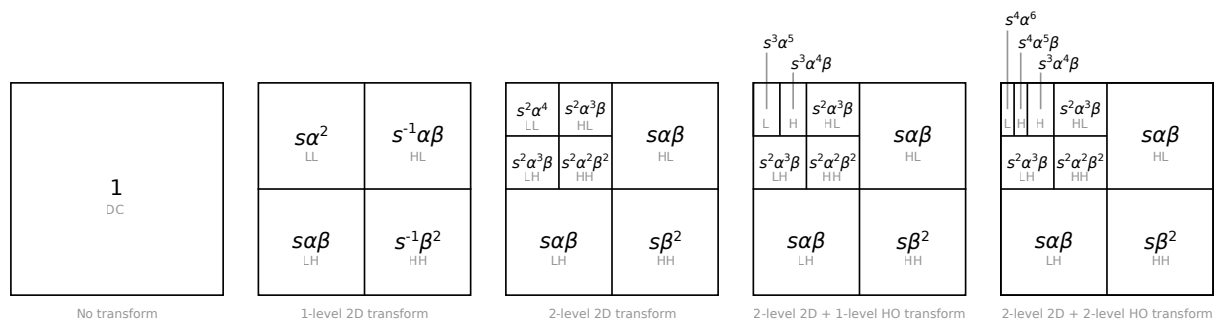 1
DC
No transform
sα²
LL
s⁻¹αβ
HL
sαβ
LH
s⁻¹β²
HH
1-level 2D transform
s²α⁴
LL
s²α³β
HL
sαβ
HL
s²α³β
LH
s²α²β²
HH
sαβ
LH
sβ²
HH
2-level 2D transform
s³α⁵
s³α⁴β
L
H
s²α³β
HL
sαβ
HL
s²α³β
LH
s²α²β²
HH
sαβ
LH
sβ²
HH
2-level 2D + 1-level HO transform
s⁴α⁶
s⁴α⁵β
s³α⁴β
L
H
H
s²α³β
HL
sαβ
HL
s²α³β
LH
s²α²β²
HH
sαβ
LH
sβ²
HH
2-level 2D + 2-level HO transform